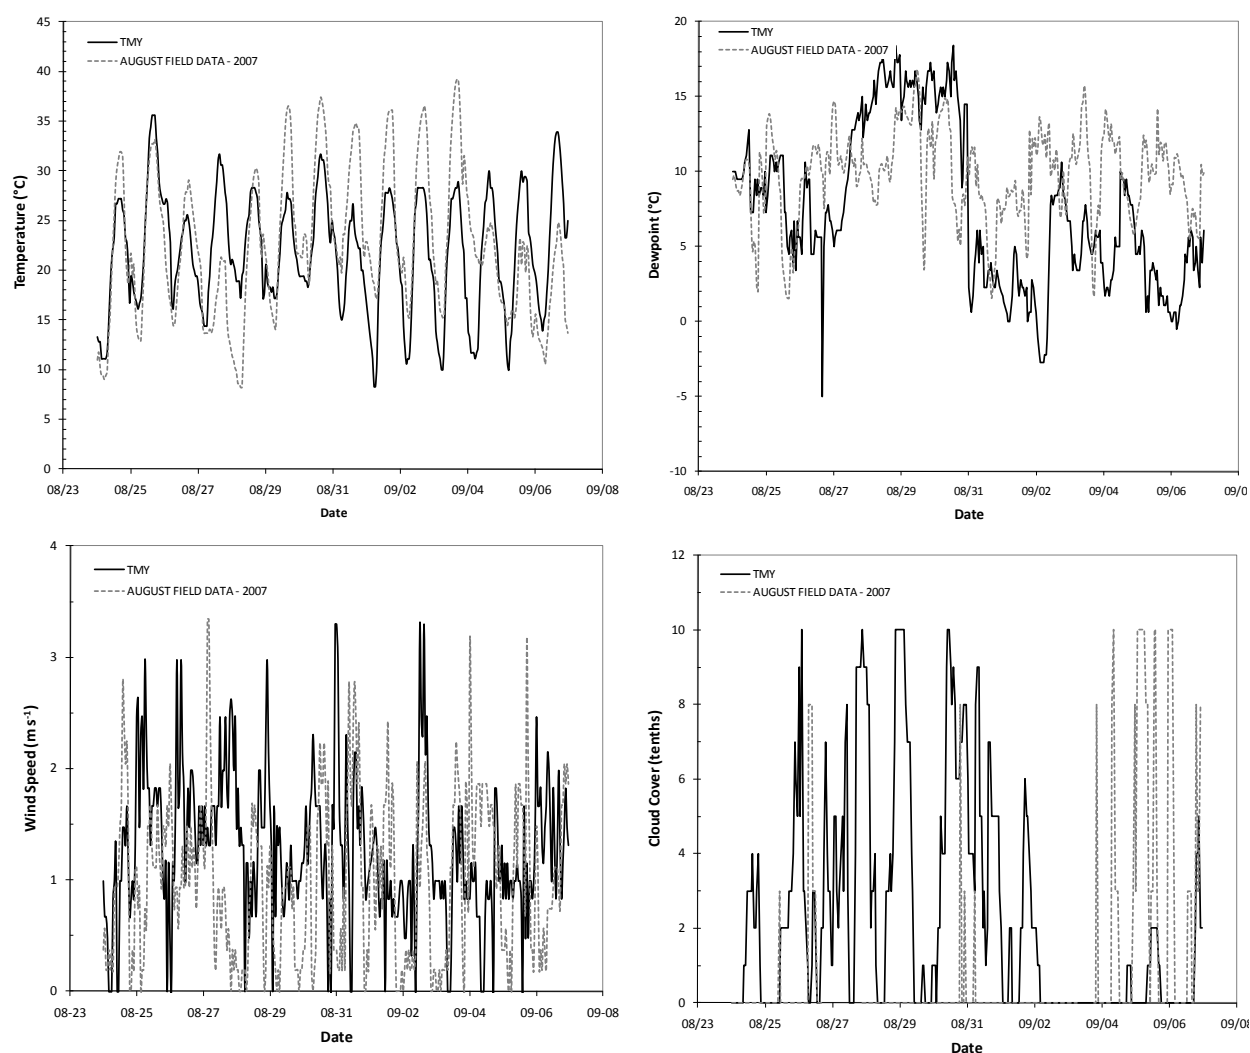 45
40
35
30
25
20
15
10
5
0
Temperature (°C)
TMY
AUGUST FIELD DATA - 2007
08/23 08/25 08/27 08/29 08/31 09/02 09/04 09/06 09/08
Date
20
15
10
5
0
-5
-10
Dewpoint (°C)
TMY
AUGUST FIELD DATA - 2007
08/23 08/25 08/27 08/29 08/31 09/02 09/04 09/06 09/0
Date
4
3
2
1
0
Wind Speed (m s-1)
TMY
AUGUST FIELD DATA - 2007
08-23 08-25 08-27 08-29 08-31 09-02 09-04 09-06 09-08
Date
12
10
8
6
4
2
0
Cloud Cover (tenths)
TMY
AUGUST FIELD DATA - 2007
08/23 08/25 08/27 08/29 08/31 09/02 09/04 09/06 09/08
Date